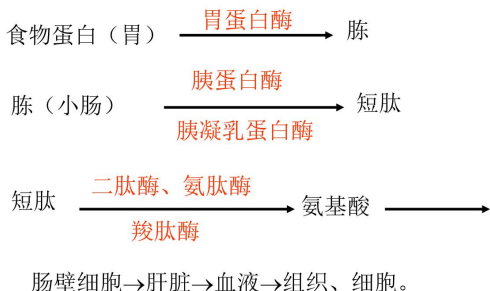 食物蛋白（胃） 胃蛋白酶 胨
胨（小肠） 胰蛋白酶 短肽
胰凝乳蛋白酶
短肽 二肽酶、氨肽酶 氨基酸
羧肽酶
肠壁细胞→肝脏→血液→组织、细胞。